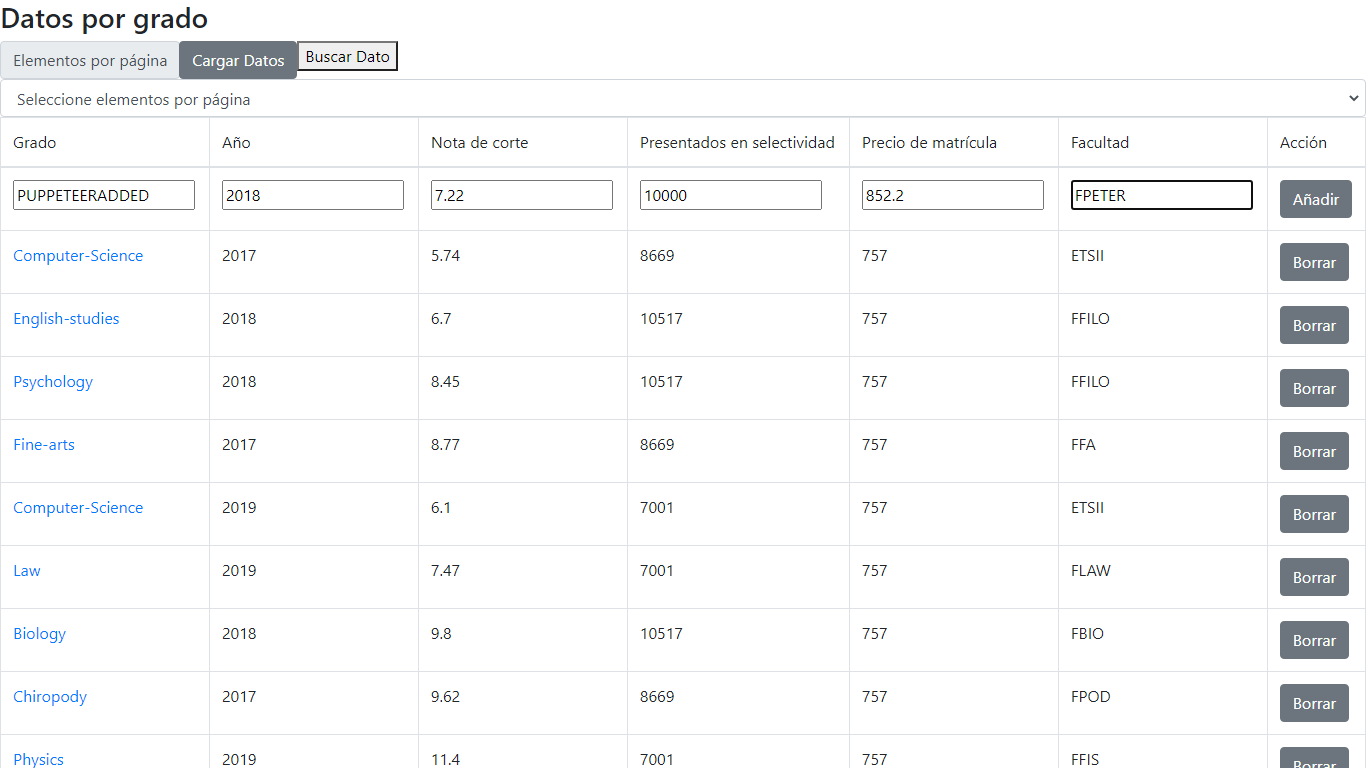 Datos por grado
Elementos por página Cargar Datos Buscar Dato
Seleccione elementos por página
Grado Año Nota de corte Presentados en selectividad Precio de matrícula Facultad Acción
PUPPETEERADDED 2018 7.22 10000 852.2 FPETER Añadir
Computer-Science 2017 5.74 8669 757 ETSII Borrar
English-studies 2018 6.7 10517 757 FFILO Borrar
Psychology 2018 8.45 10517 757 FFILO Borrar
Fine-arts 2017 8.77 8669 757 FFA Borrar
Computer-Science 2019 6.1 7001 757 ETSII Borrar
Law 2019 7.47 7001 757 FLAW Borrar
Biology 2018 9.8 10517 757 FBIO Borrar
Chiropody 2017 9.62 8669 757 FPOD Borrar
Physics 2019 11.4 7001 757 FFIS Borrar